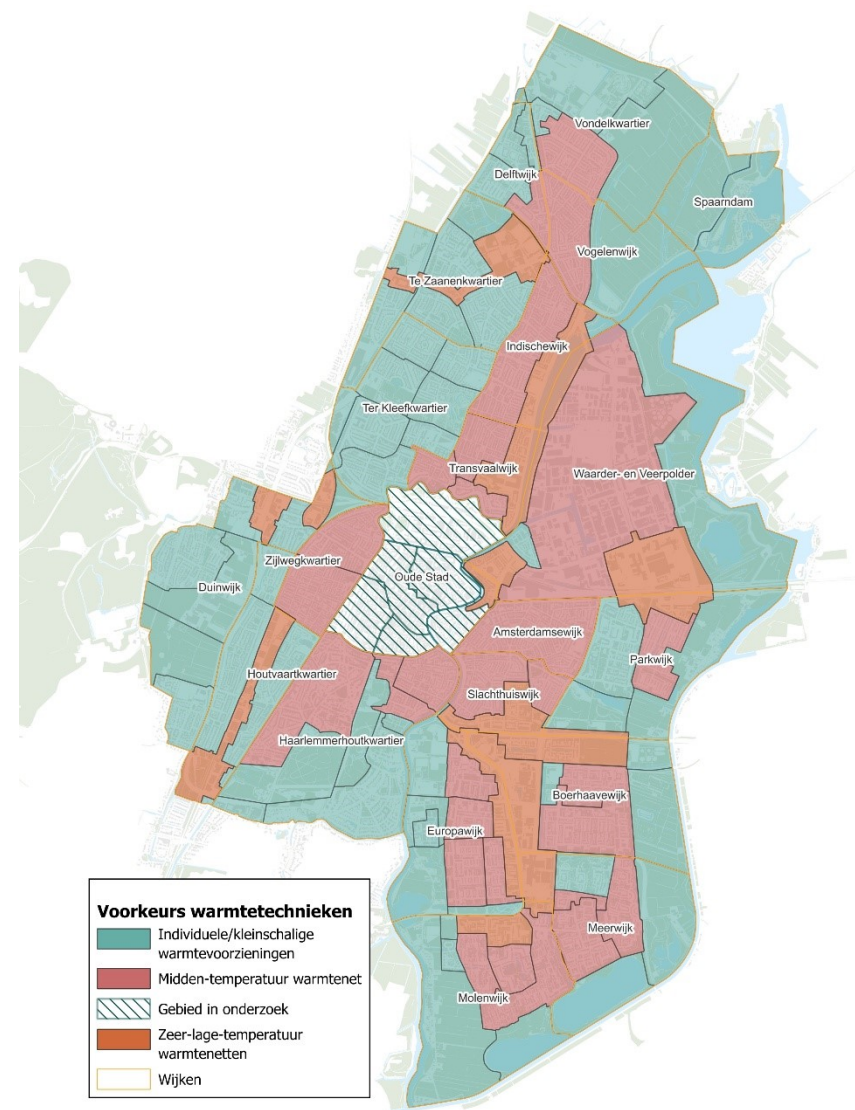 Vondelkwartier
Delftwijk
Spaarndam
Vogelenwijk
Te Zaanenkwartier
Indischewijk
Ter Kleefkwartier
Transvaalwijk
Waarder- en Veerpolder
Zijlwegkwartier
Oude Stad
Duinwijk
Amsterdamsewijk
Parkwijk
Houtvaartkwartier
Slachthuiswijk
Haarlemmerhoutkwartier
Boerhaavewijk
Europawijk
Meerwijk
Molenwijk
Voorkeurs warmtetechnieken
Individuele/kleinschalige
warmtevoorzieningen
Midden-temperatuur warmtenet
Gebied in onderzoek
Zeer-lage-temperatuur
warmtenetten
Wijken